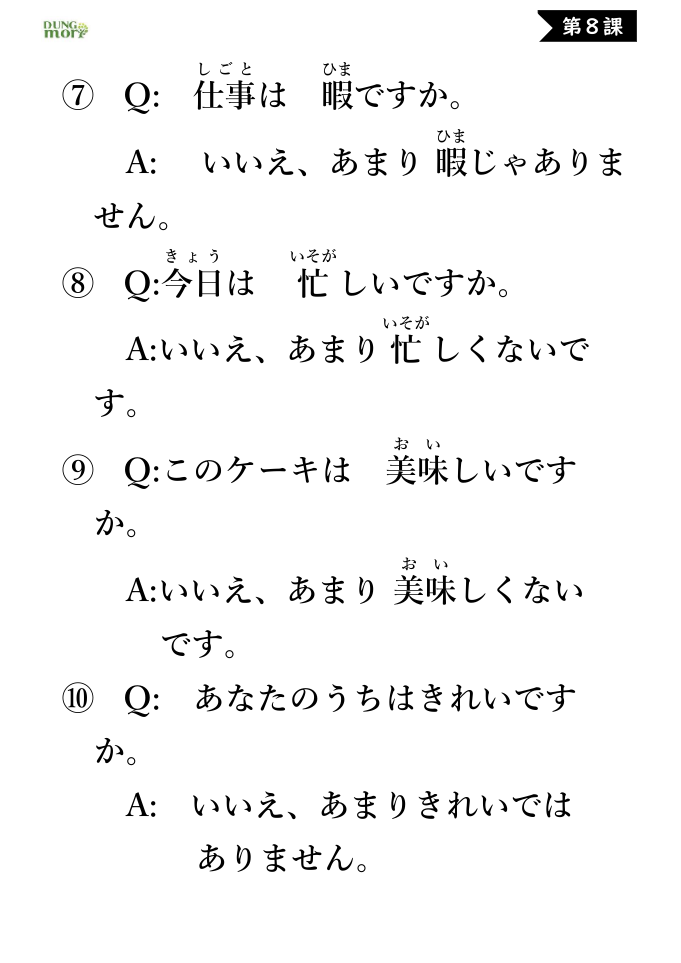 DUNG mori
第8課
しごと ひま
⑦ Q: 仕事は 暇ですか。
ひま
A: いいえ、あまり 暇じゃありま
せん。
きょう いそが
⑧ Q:今日は 忙しいですか。
いそが
A:いいえ、あまり 忙しくないで
す。
おい
⑨ Q:このケーキは 美味しいです
か。
おい
A:いいえ、あまり 美味しくない
です。
⑩ Q: あなたのうちはきれいです
か。
A: いいえ、あまりきれいでは
ありません。